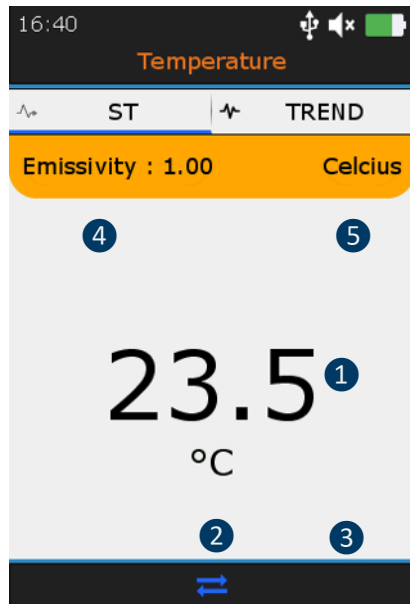 16:40
Temperature
ST TREND
Emissivity : 1.00 Celcius
4 5
23.5 1
°C
2 3